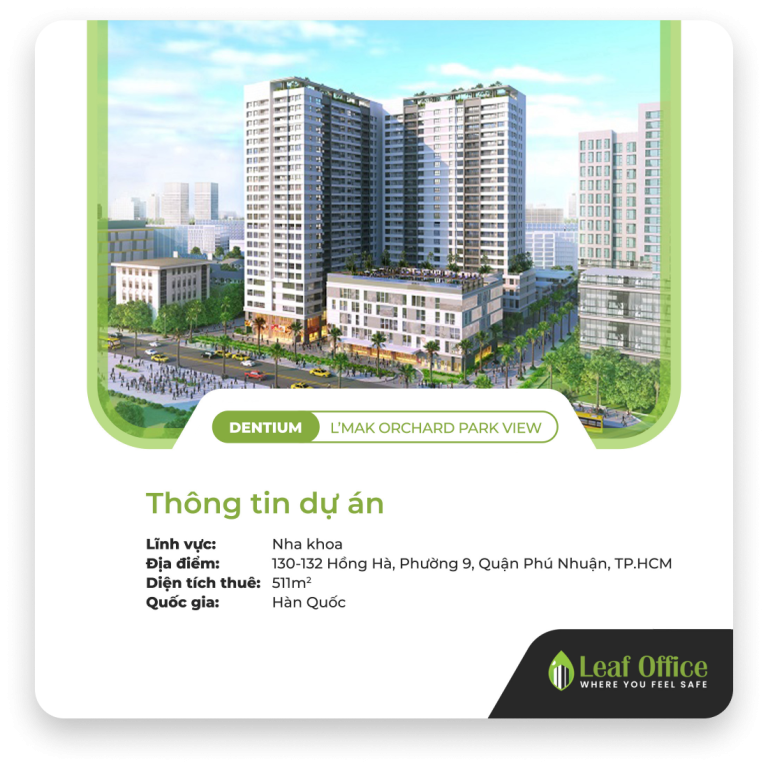 DENTIUM L'MAK ORCHARD PARK VIEW
Thông tin dự án
Lĩnh vực: Nha khoa
Địa điểm: 130-132 Hồng Hà, Phường 9, Quận Phú Nhuận, TP.HCM
Diện tích thuê: 511m²
Quốc gia: Hàn Quốc
Leaf Office
WHERE YOU FEEL SAFE